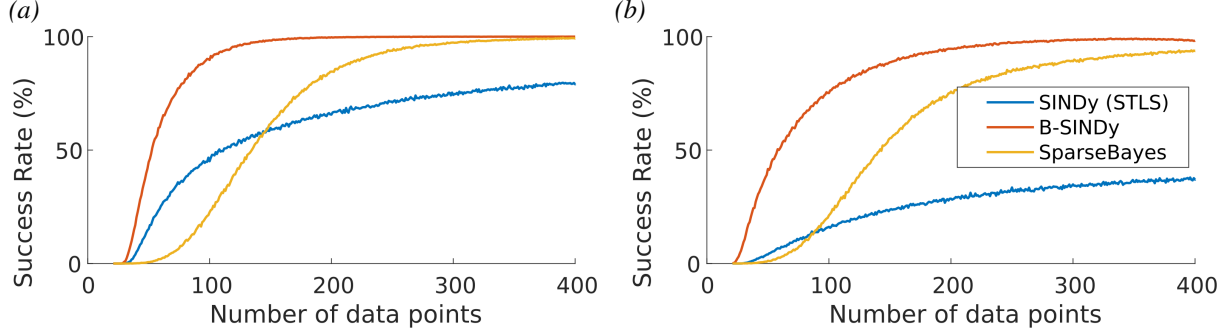 (a)
100
50
0
Success Rate (%)
0 100 200 300 400
Number of data points
(b)
100
50
0
Success Rate (%)
SINDy (STLS)
B-SINDy
SparseBayes
0 100 200 300 400
Number of data points